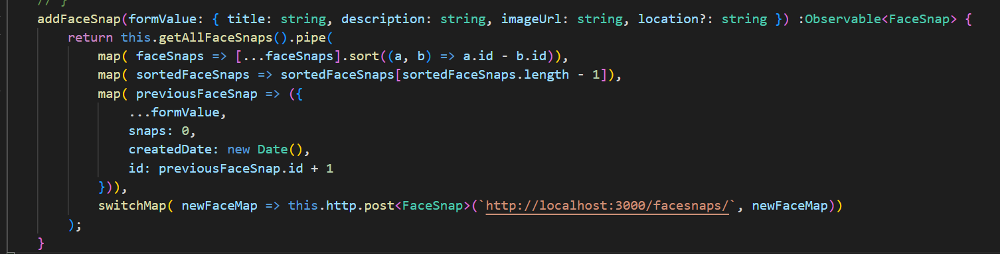 // }
addFaceSnap(formValue: { title: string, description: string, imageUrl: string, location?: string }) :Observable<FaceSnap> {
return this.getAllFaceSnaps().pipe(
map( faceSnaps => [...faceSnaps].sort((a, b) => a.id - b.id)),
map( sortedFaceSnaps => sortedFaceSnaps[sortedFaceSnaps.length - 1]),
map( previousFaceSnap => ({
...formValue,
snaps: 0,
createdDate: new Date(),
id: previousFaceSnap.id + 1
})),
switchMap( newFaceMap => this.http.post<FaceSnap>(`http://localhost:3000/facesnaps/`, newFaceMap))
);
}